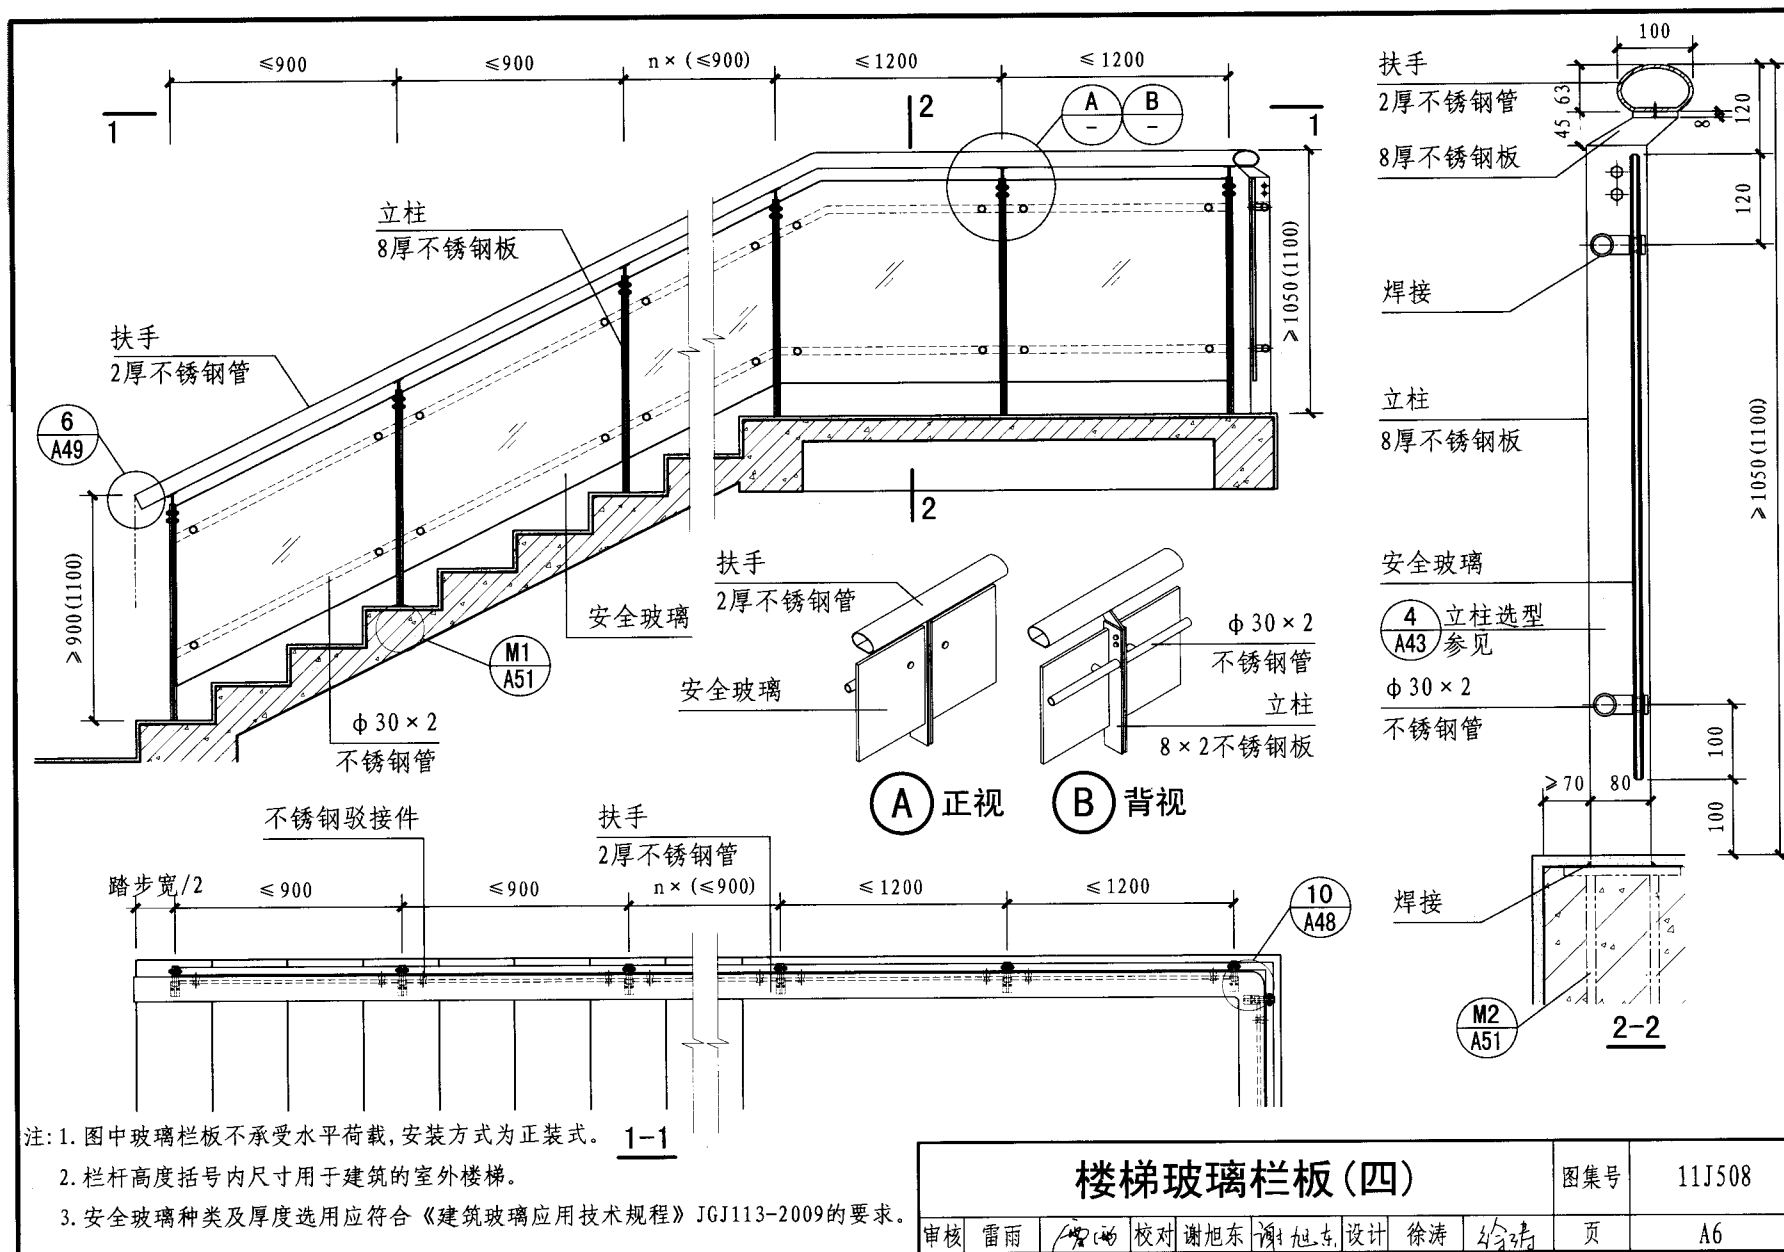 ≤900
≤900
n×(≤900)
≤1200
≤1200
1
2
A
-
B
-
1
立柱
8厚不锈钢板
扶手
2厚不锈钢管
6
A49
≥900(1100)
≥1050(1100)
2
安全玻璃
M1
A51
φ30×2
不锈钢管
扶手
2厚不锈钢管
安全玻璃
φ30×2
不锈钢管
立柱
8×2不锈钢板
A 正视
B 背视
100
扶手
2厚不锈钢管
63
45
8
120
8厚不锈钢板
120
焊接
立柱
8厚不锈钢板
≥1050(1100)
安全玻璃
4
A43
立柱选型
参见
φ30×2
不锈钢管
100
≥70
80
100
焊接
M2
A51
2-2
不锈钢驳接件
扶手
2厚不锈钢管
踏步宽/2
≤900
≤900
n×(≤900)
≤1200
≤1200
10
A48
1-1
注:1. 图中玻璃栏板不承受水平荷载,安装方式为正装式。
2. 栏杆高度括号内尺寸用于建筑的室外楼梯。
3. 安全玻璃种类及厚度选用应符合《建筑玻璃应用技术规程》JGJ113-2009的要求。
楼梯玻璃栏板(四)
图集号
11J508
审核 雷雨 校对 谢旭东 谢旭东 设计 徐涛 徐涛 页 A6